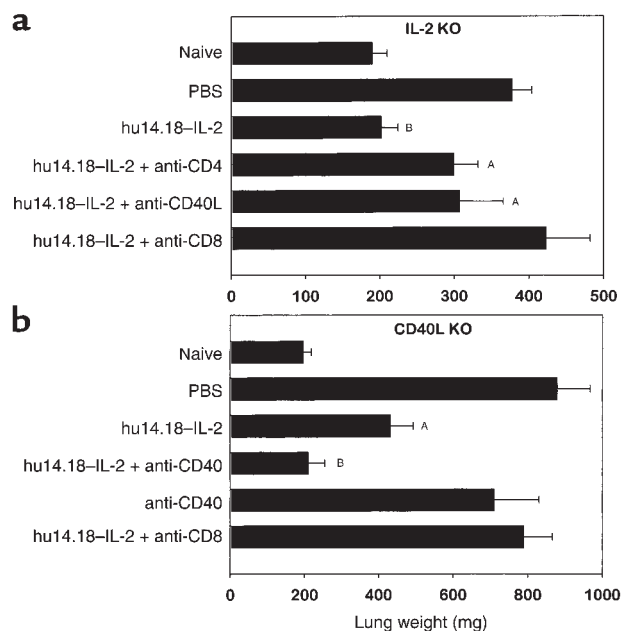 a
IL-2 KO
Naive
PBS
hu14.18–IL-2
B
hu14.18–IL-2 + anti-CD4
A
hu14.18–IL-2 + anti-CD40L
A
hu14.18–IL-2 + anti-CD8
0 100 200 300 400 500
b
CD40L KO
Naive
PBS
hu14.18–IL-2
A
hu14.18–IL-2 + anti-CD40
B
anti-CD40
hu14.18–IL-2 + anti-CD8
0 200 400 600 800 1000
Lung weight (mg)